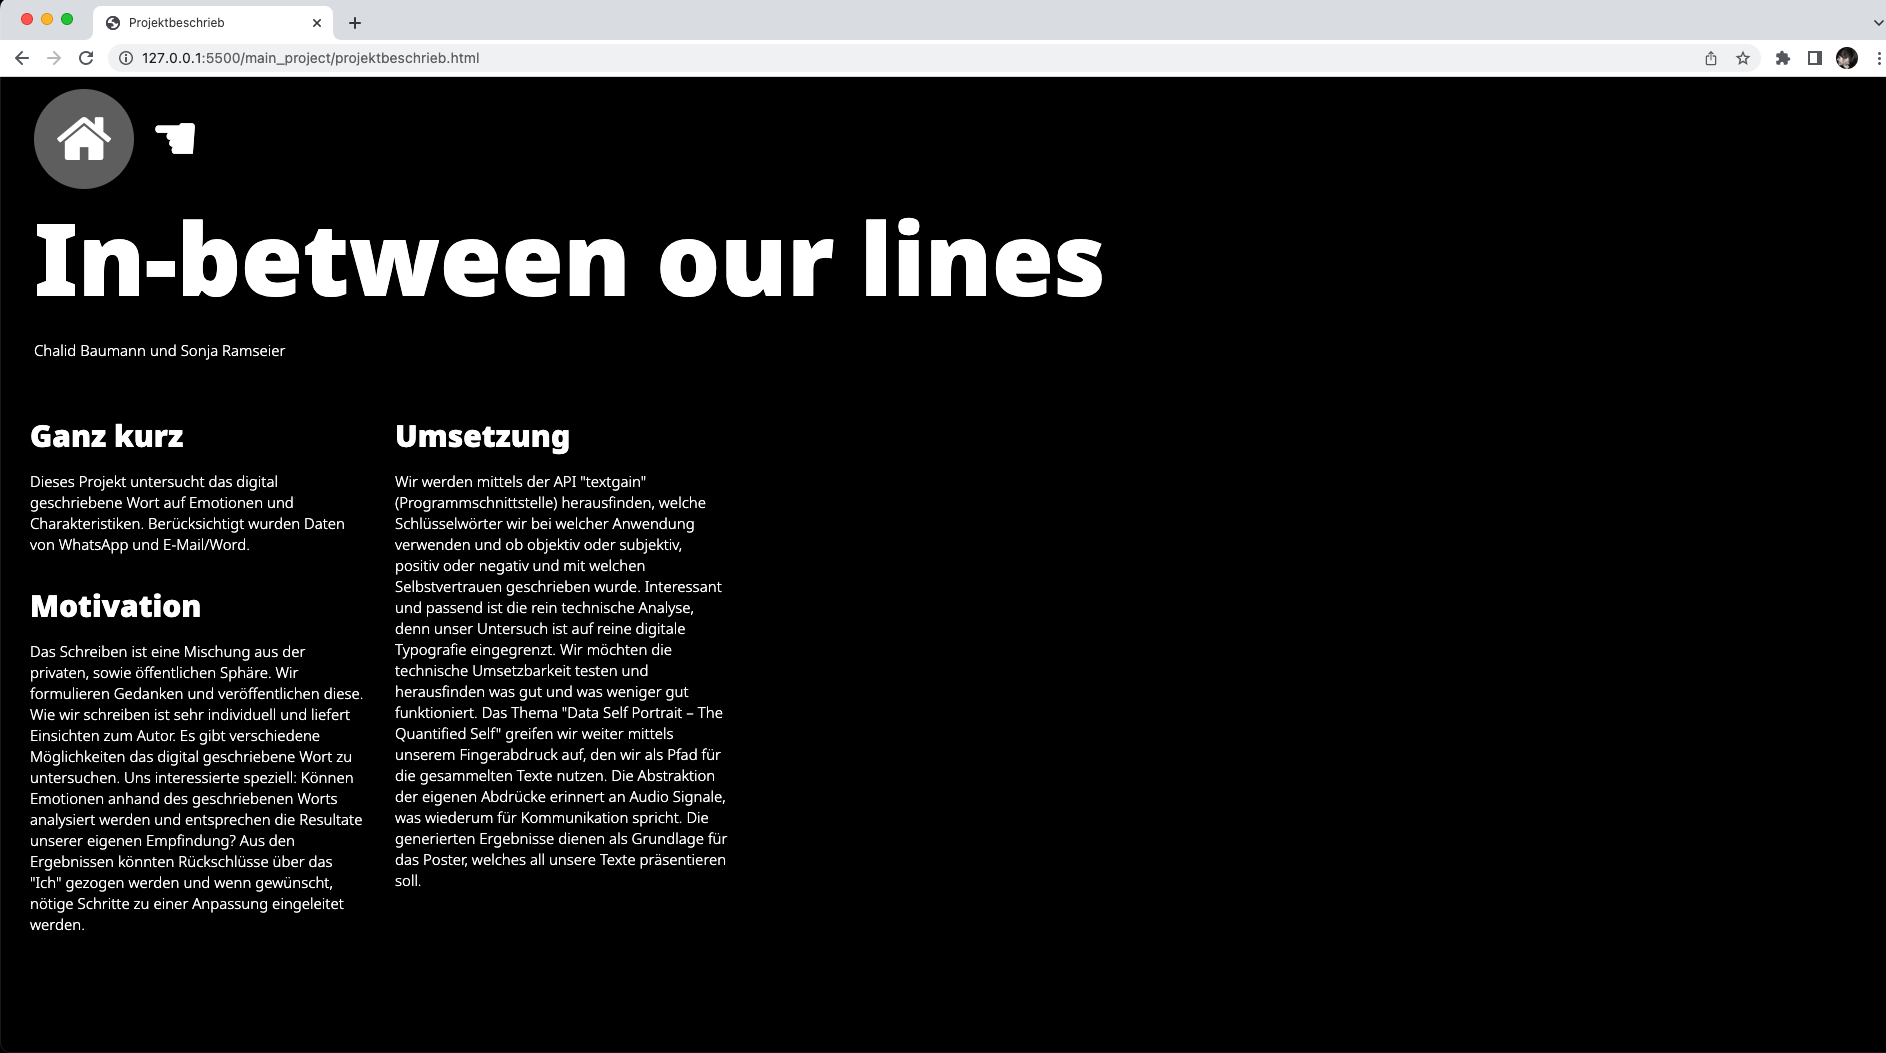 Projektbeschrieb
127.0.0.1:5500/main_project/projektbeschrieb.html
In-between our lines
Chalid Baumann und Sonja Ramseier
Ganz kurz
Dieses Projekt untersucht das digital
geschriebene Wort auf Emotionen und
Charakteristiken. Berücksichtigt wurden Daten
von WhatsApp und E-Mail/Word.
Motivation
Das Schreiben ist eine Mischung aus der
privaten, sowie öffentlichen Sphäre. Wir
formulieren Gedanken und veröffentlichen diese.
Wie wir schreiben ist sehr individuell und liefert
Einsichten zum Autor. Es gibt verschiedene
Möglichkeiten das digital geschriebene Wort zu
untersuchen. Uns interessierte speziell: Können
Emotionen anhand des geschriebenen Worts
analysiert werden und entsprechen die Resultate
unserer eigenen Empfindung? Aus den
Ergebnissen könnten Rückschlüsse über das
"Ich" gezogen werden und wenn gewünscht,
nötige Schritte zu einer Anpassung eingeleitet
werden.
Umsetzung
Wir werden mittels der API "textgain"
(Programmschnittstelle) herausfinden, welche
Schlüsselwörter wir bei welcher Anwendung
verwenden und ob objektiv oder subjektiv,
positiv oder negativ und mit welchen
Selbstvertrauen geschrieben wurde. Interessant
und passend ist die rein technische Analyse,
denn unser Untersuch ist auf reine digitale
Typografie eingegrenzt. Wir möchten die
technische Umsetzbarkeit testen und
herausfinden was gut und was weniger gut
funktioniert. Das Thema "Data Self Portrait – The
Quantified Self" greifen wir weiter mittels
unserem Fingerabdruck auf, den wir als Pfad für
die gesammelten Texte nutzen. Die Abstraktion
der eigenen Abdrücke erinnert an Audio Signale,
was wiederum für Kommunikation spricht. Die
generierten Ergebnisse dienen als Grundlage für
das Poster, welches all unsere Texte präsentieren
soll.